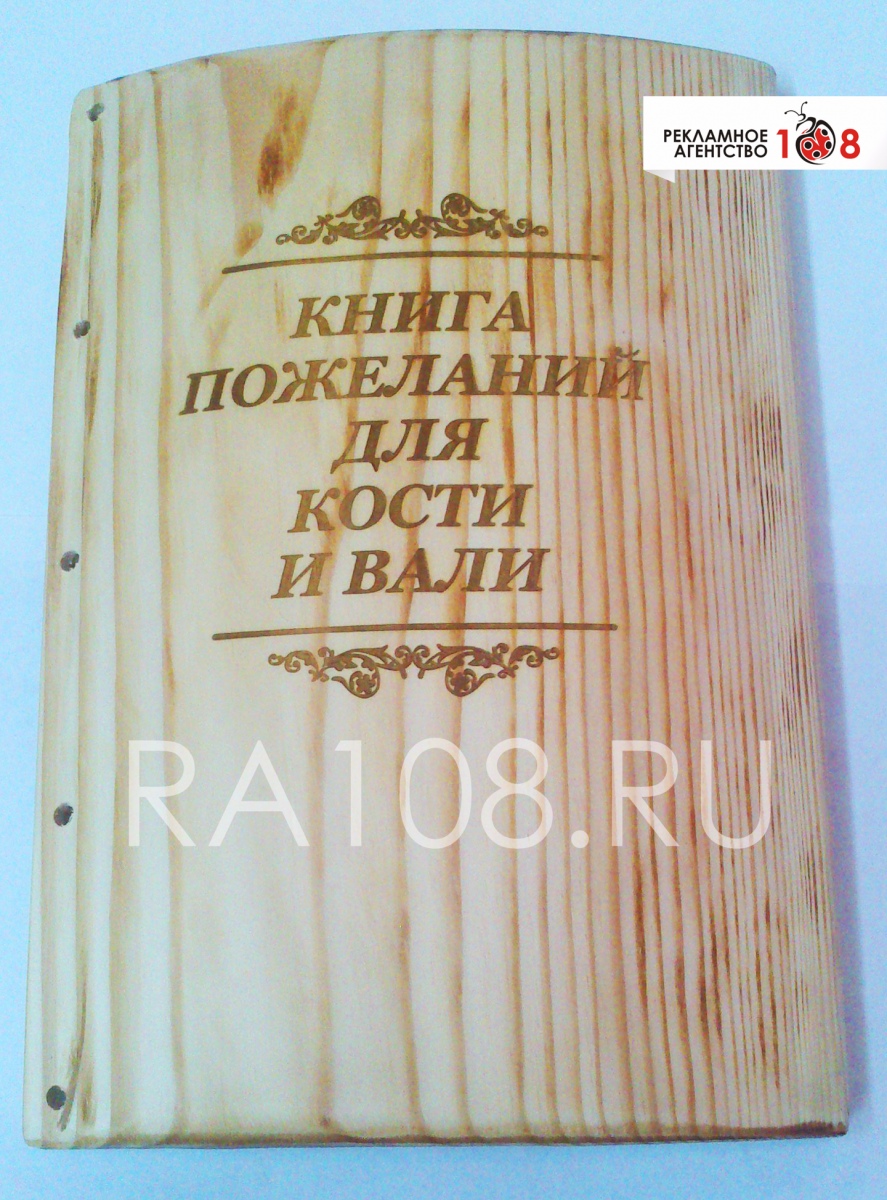 РЕКЛАМНОЕ
АГЕНТСТВО 108
КНИГА
ПОЖЕЛАНИЙ
ДЛЯ
КОСТИ
И ВАЛИ
RA108.RU